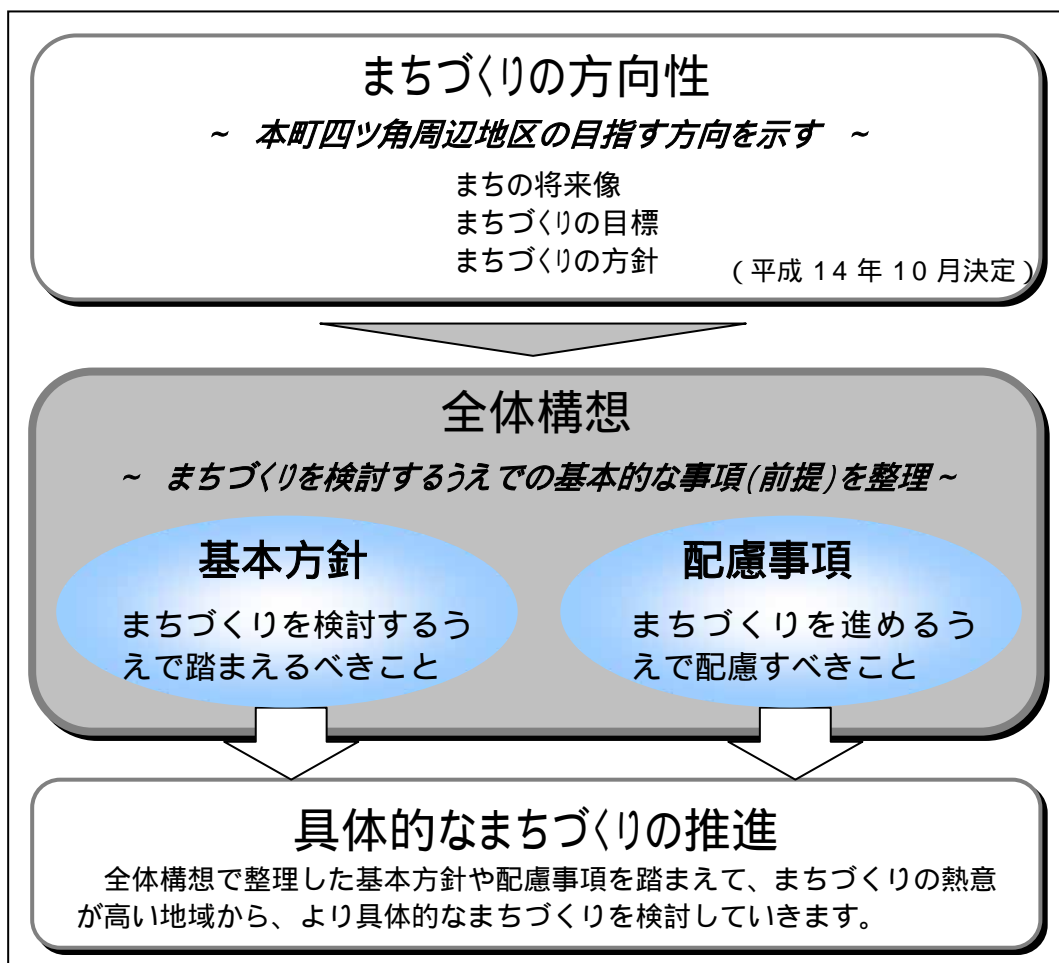 まちづくりの方向性
~ 本町四ツ角周辺地区の目指す方向を示す ~
まちの将来像
まちづくりの目標
まちづくりの方針
(平成14年10月決定)
全体構想
~ まちづくりを検討するうえでの基本的な事項(前提)を整理~
基本方針
まちづくりを検討するう
えで踏まえるべきこと
配慮事項
まちづくりを進めるう
えで配慮すべきこと
具体的なまちづくりの推進
全体構想で整理した基本方針や配慮事項を踏まえて、まちづくりの熱意
が高い地域から、より具体的なまちづくりを検討していきます。